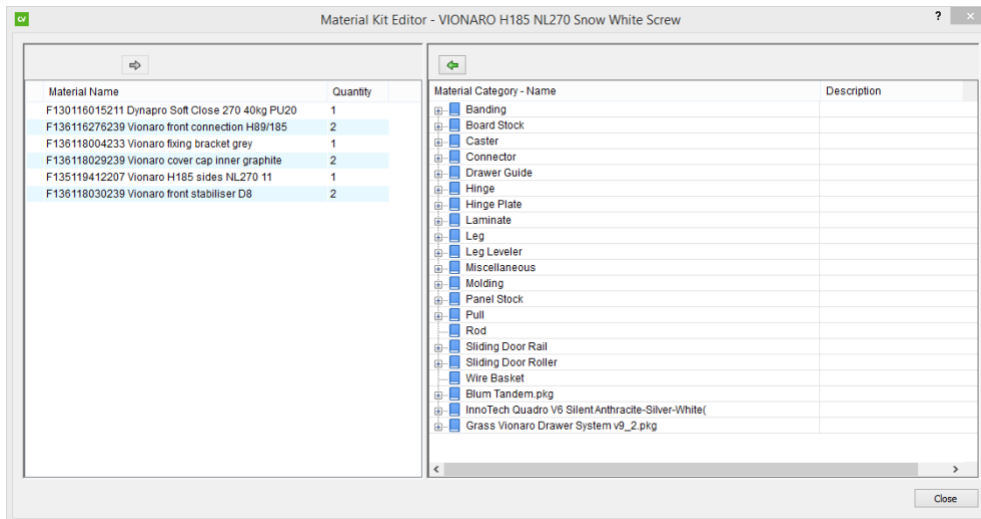 CV Material Kit Editor - VIONARO H185 NL270 Snow White Screw ? ×
Material Name Quantity
F130116015211 Dynapro Soft Close 270 40kg PU20 1
F136116276239 Vionaro front connection H89/185 2
F136118004233 Vionaro fixing bracket grey 1
F136118029239 Vionaro cover cap inner graphite 2
F135119412207 Vionaro H185 sides NL270 11 1
F136118030239 Vionaro front stabiliser D8 2
Material Category - Name Description
Banding
Board Stock
Caster
Connector
Drawer Guide
Hinge
Hinge Plate
Laminate
Leg
Leg Leveler
Miscellaneous
Molding
Panel Stock
Pull
Rod
Sliding Door Rail
Sliding Door Roller
Wire Basket
Blum Tandem.pkg
InnoTech Quadro V6 Silent Anthracite-Silver-White(
Grass Vionaro Drawer System v9_2.pkg
Close